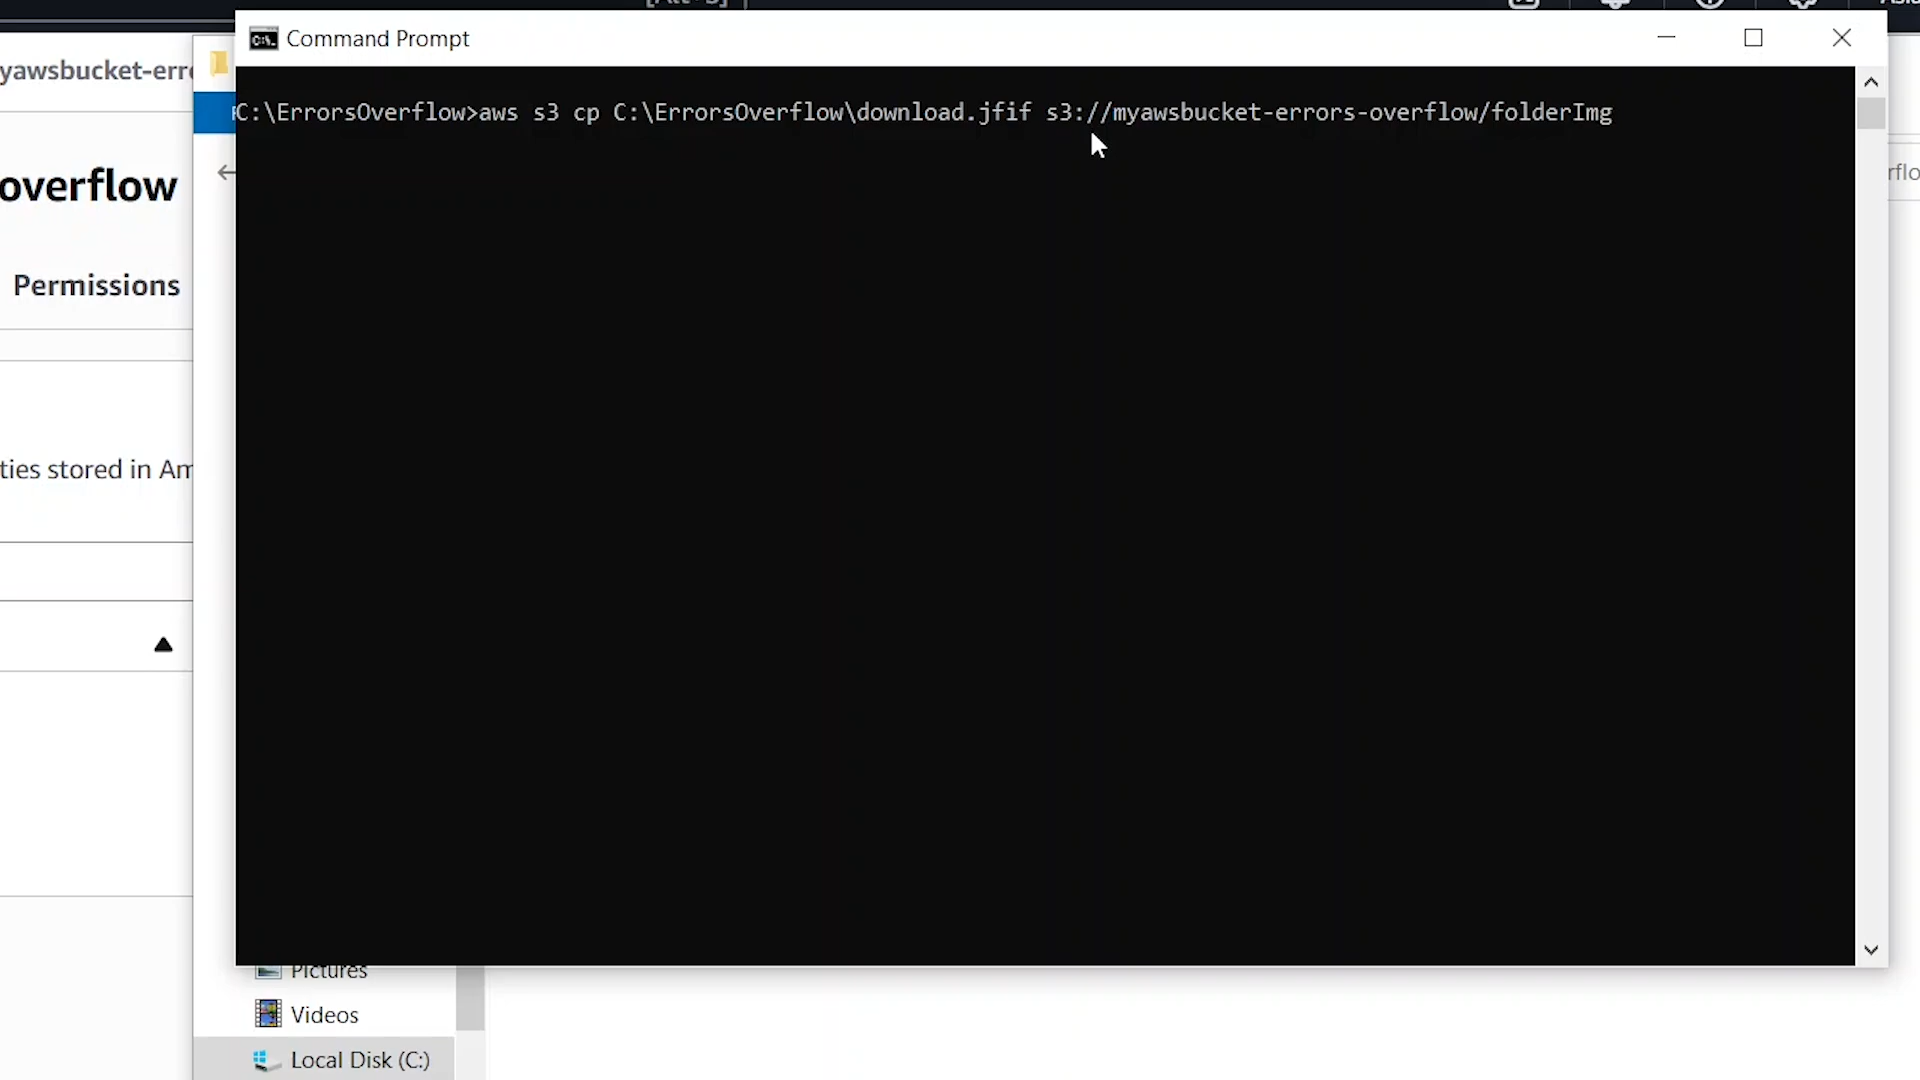 Command Prompt
yawsbucket-erro
C:\ErrorsOverflow>aws s3 cp C:\ErrorsOverflow\download.jfif s3://myawsbucket-errors-overflow/folderImg
overflow
Permissions
ties stored in Am
Pictures
Videos
Local Disk (C:)